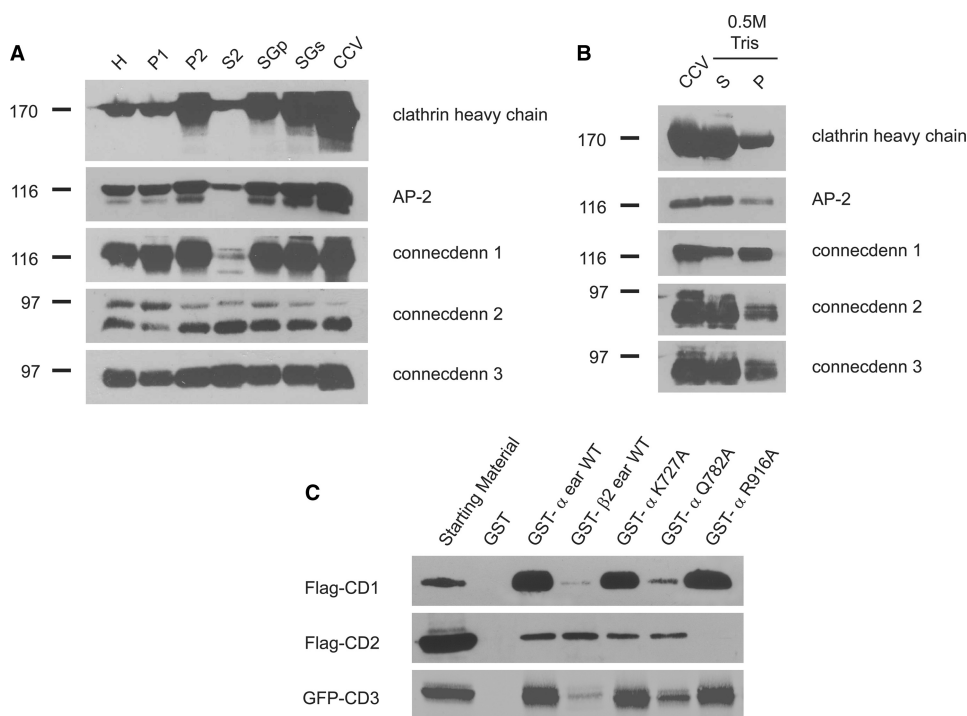 A
H P1 P2 S2 SGp SGs CCV
170 clathrin heavy chain
116 AP-2
116 connecdenn 1
97 connecdenn 2
97 connecdenn 3
B
0.5M
Tris
CCV S P
170 clathrin heavy chain
116 AP-2
116 connecdenn 1
97 connecdenn 2
97 connecdenn 3
C
Starting Material GST GST- α ear WT GST- β2 ear WT GST- α K727A GST- α Q782A GST- α R916A
Flag-CD1
Flag-CD2
GFP-CD3